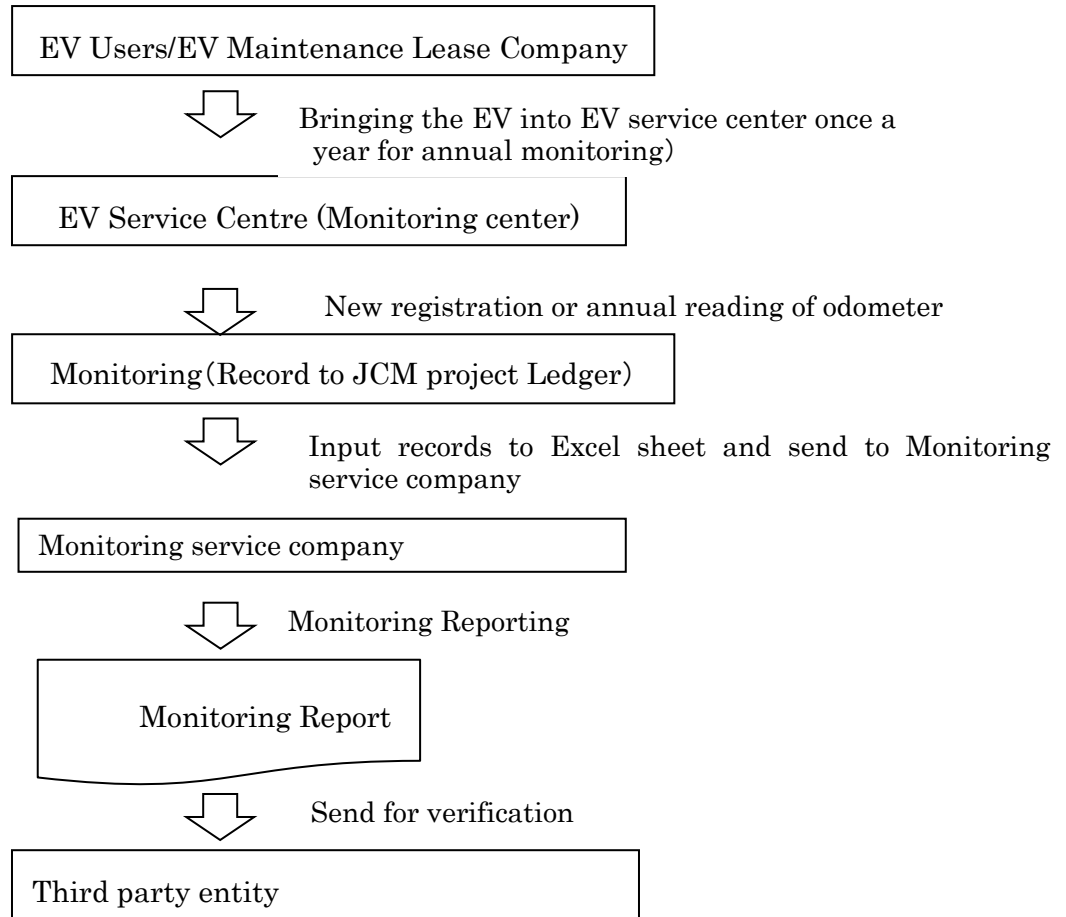 EV Users/EV Maintenance Lease Company
Bringing the EV into EV service center once a
year for annual monitoring)
EV Service Centre (Monitoring center)
New registration or annual reading of odometer
Monitoring(Record to JCM project Ledger)
Input records to Excel sheet and send to Monitoring
service company
Monitoring service company
Monitoring Reporting
Monitoring Report
Send for verification
Third party entity